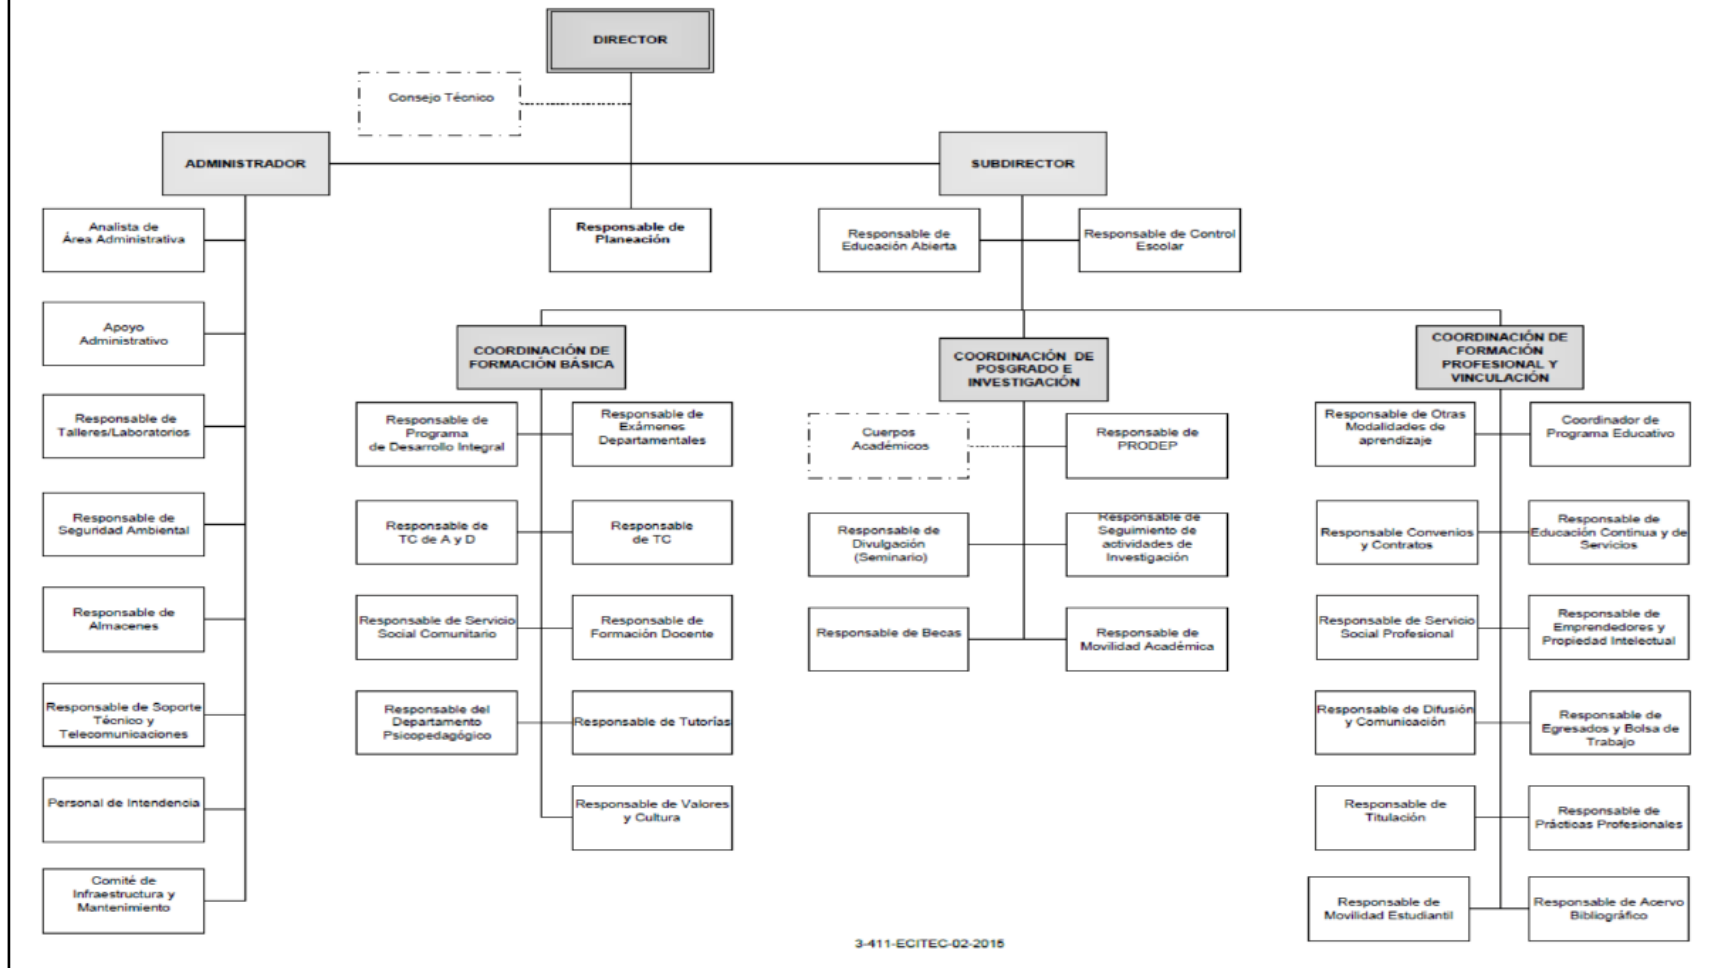 DIRECTOR
Consejo Técnico
ADMINISTRADOR
SUBDIRECTOR
Analista de
Área Administrativa
Responsable de
Planeación
Responsable de
Educación Abierta
Responsable de Control
Escolar
Apoyo
Administrativo
Responsable de
Talleres/Laboratorios
Responsable de
Seguridad Ambiental
Responsable de
Almacenes
Responsable de Soporte
Técnico y
Telecomunicaciones
Personal de Intendencia
Comité de
Infraestructura y
Mantenimiento
COORDINACIÓN DE
FORMACIÓN BÁSICA
Responsable de
Programa
de Desarrollo Integral
Responsable de
Exámenes
Departamentales
Responsable de
TC de A y D
Responsable
de TC
Responsable de Servicio
Social Comunitario
Responsable de
Formación Docente
Responsable del
Departamento
Psicopedagógico
Responsable de Tutorías
Responsable de Valores
y Cultura
COORDINACIÓN DE
POSGRADO E
INVESTIGACIÓN
Cuerpos
Académicos
Responsable de
PRODEP
Responsable de
Divulgación
(Seminario)
Responsable de
Seguimiento de
actividades de
Investigación
Responsable de Becas
Responsable de
Movilidad Académica
COORDINACIÓN DE
FORMACIÓN
PROFESIONAL Y
VINCULACIÓN
Responsable de Otras
Modalidades de
aprendizaje
Coordinador de
Programa Educativo
Responsable Convenios
y Contratos
Responsable de
Educación Continua y de
Servicios
Responsable de Servicio
Social Profesional
Responsable de
Emprendedores y
Propiedad Intelectual
Responsable de Difusión
y Comunicación
Responsable de
Egresados y Bolsa de
Trabajo
Responsable de
Titulación
Responsable de
Prácticas Profesionales
Responsable de
Movilidad Estudiantil
Responsable de Acervo
Bibliográfico
3-411-ECITEC-02-2015